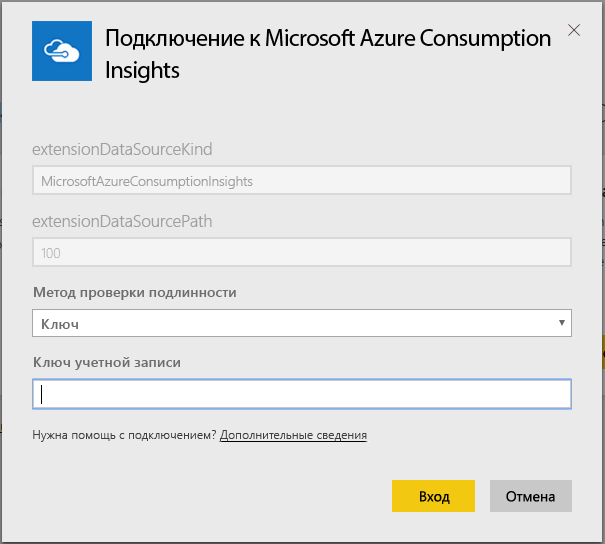 Подключение к Microsoft Azure Consumption
Insights
extensionDataSourceKind
MicrosoftAzureConsumptionInsights
extensionDataSourcePath
100
Метод проверки подлинности
Ключ
Ключ учетной записи
Нужна помощь с подключением? Дополнительные сведения
Вход
Отмена